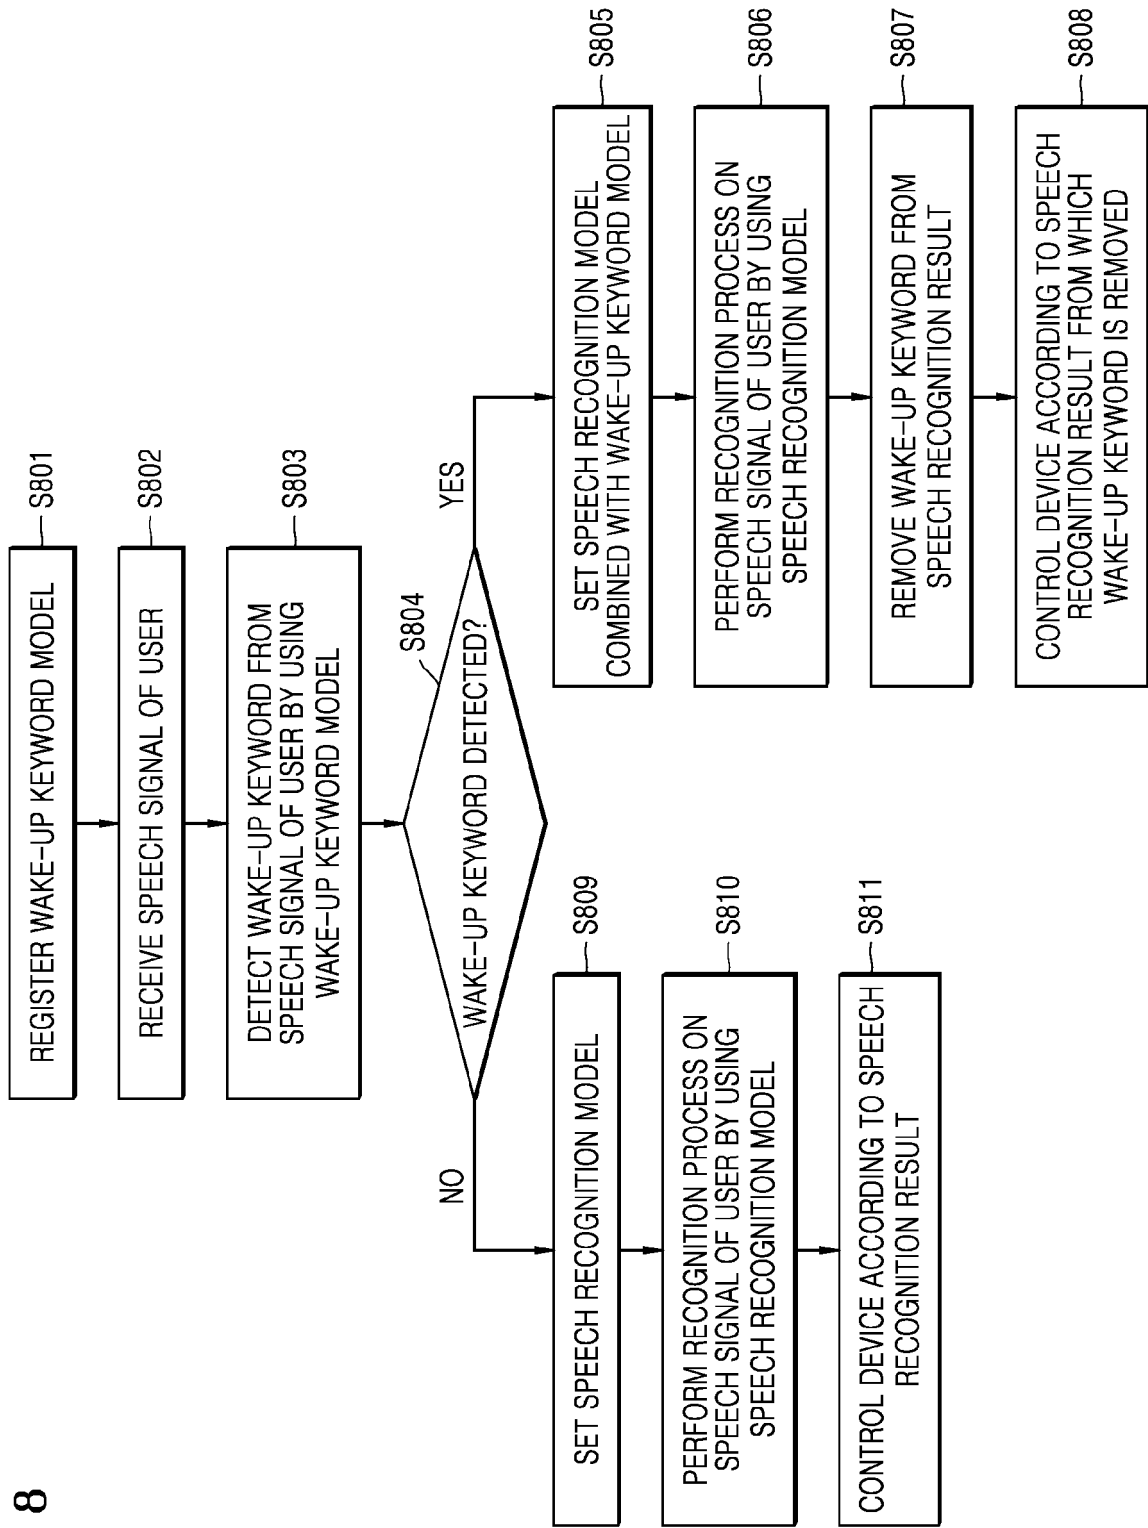 8
REGISTER WAKE-UP KEYWORD MODEL
S801
RECEIVE SPEECH SIGNAL OF USER
S802
DETECT WAKE-UP KEYWORD FROM
SPEECH SIGNAL OF USER BY USING
WAKE-UP KEYWORD MODEL
S803
S804
WAKE-UP KEYWORD DETECTED?
NO
YES
SET SPEECH RECOGNITION MODEL
S809
PERFORM RECOGNITION PROCESS ON
SPEECH SIGNAL OF USER BY USING
SPEECH RECOGNITION MODEL
S810
CONTROL DEVICE ACCORDING TO SPEECH
RECOGNITION RESULT
S811
SET SPEECH RECOGNITION MODEL
COMBINED WITH WAKE-UP KEYWORD MODEL
S805
PERFORM RECOGNITION PROCESS ON
SPEECH SIGNAL OF USER BY USING
SPEECH RECOGNITION MODEL
S806
REMOVE WAKE-UP KEYWORD FROM
SPEECH RECOGNITION RESULT
S807
CONTROL DEVICE ACCORDING TO SPEECH
RECOGNITION RESULT FROM WHICH
WAKE-UP KEYWORD IS REMOVED
S808